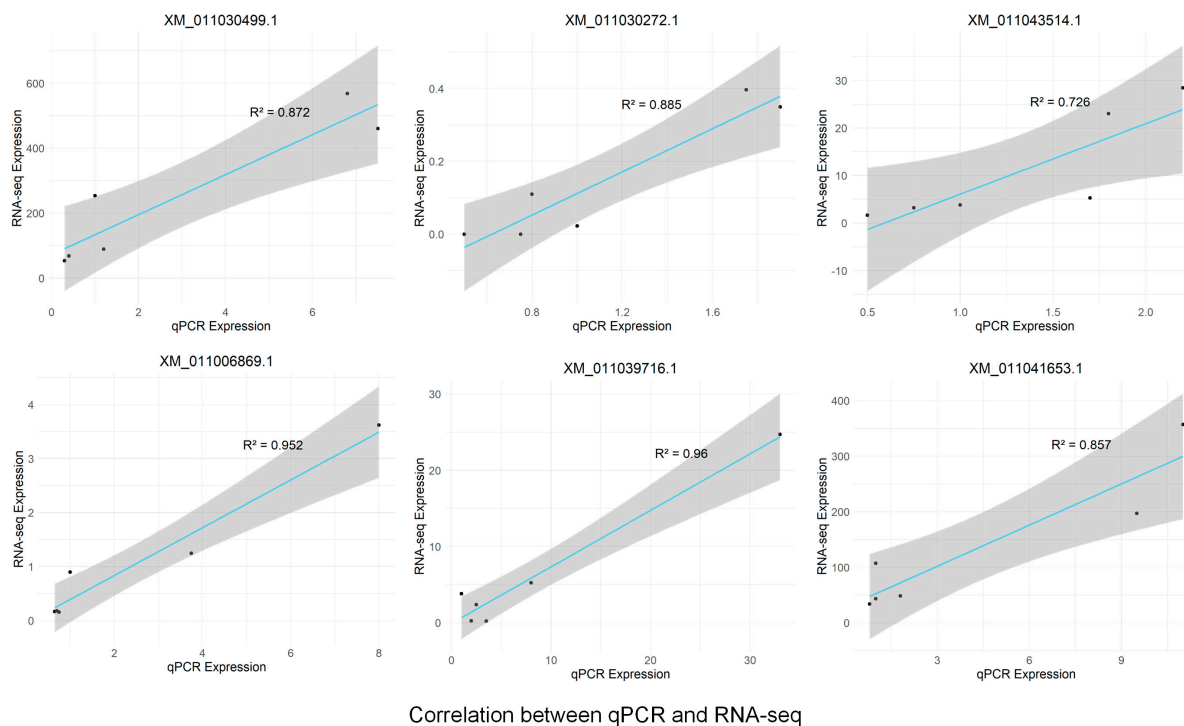 XM_011030499.1
XM_011030272.1
XM_011043514.1
RNA-seq Expression
600
400
200
0
R² = 0.872
0
2
4
6
qPCR Expression
RNA-seq Expression
0.4
0.2
0.0
R² = 0.885
0.8
1.2
1.6
qPCR Expression
RNA-seq Expression
30
20
10
0
-10
R² = 0.726
0.5
1.0
1.5
2.0
qPCR Expression
XM_011006869.1
XM_011039716.1
XM_011041653.1
RNA-seq Expression
4
3
2
1
0
R² = 0.952
2
4
6
8
qPCR Expression
RNA-seq Expression
30
20
10
0
R² = 0.96
0
10
20
30
qPCR Expression
RNA-seq Expression
400
300
200
100
0
R² = 0.857
3
6
9
qPCR Expression
Correlation between qPCR and RNA-seq